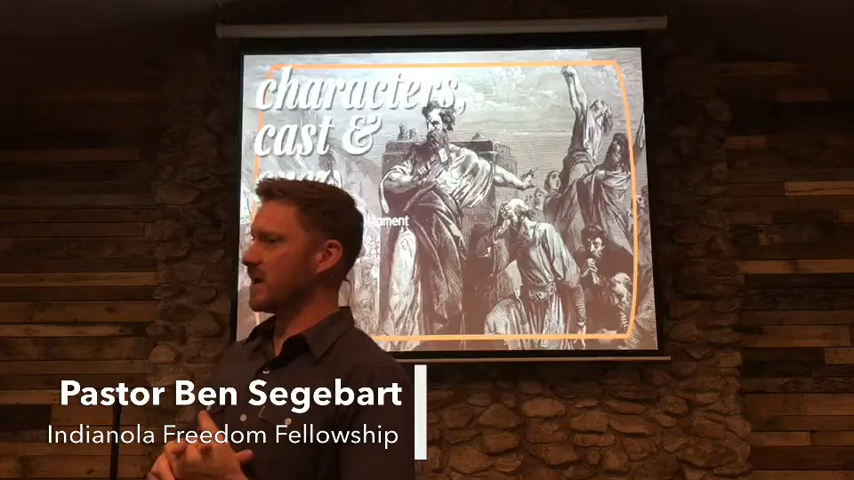 characters,
cast &
Pastor Ben Segebart
Indianola Freedom Fellowship